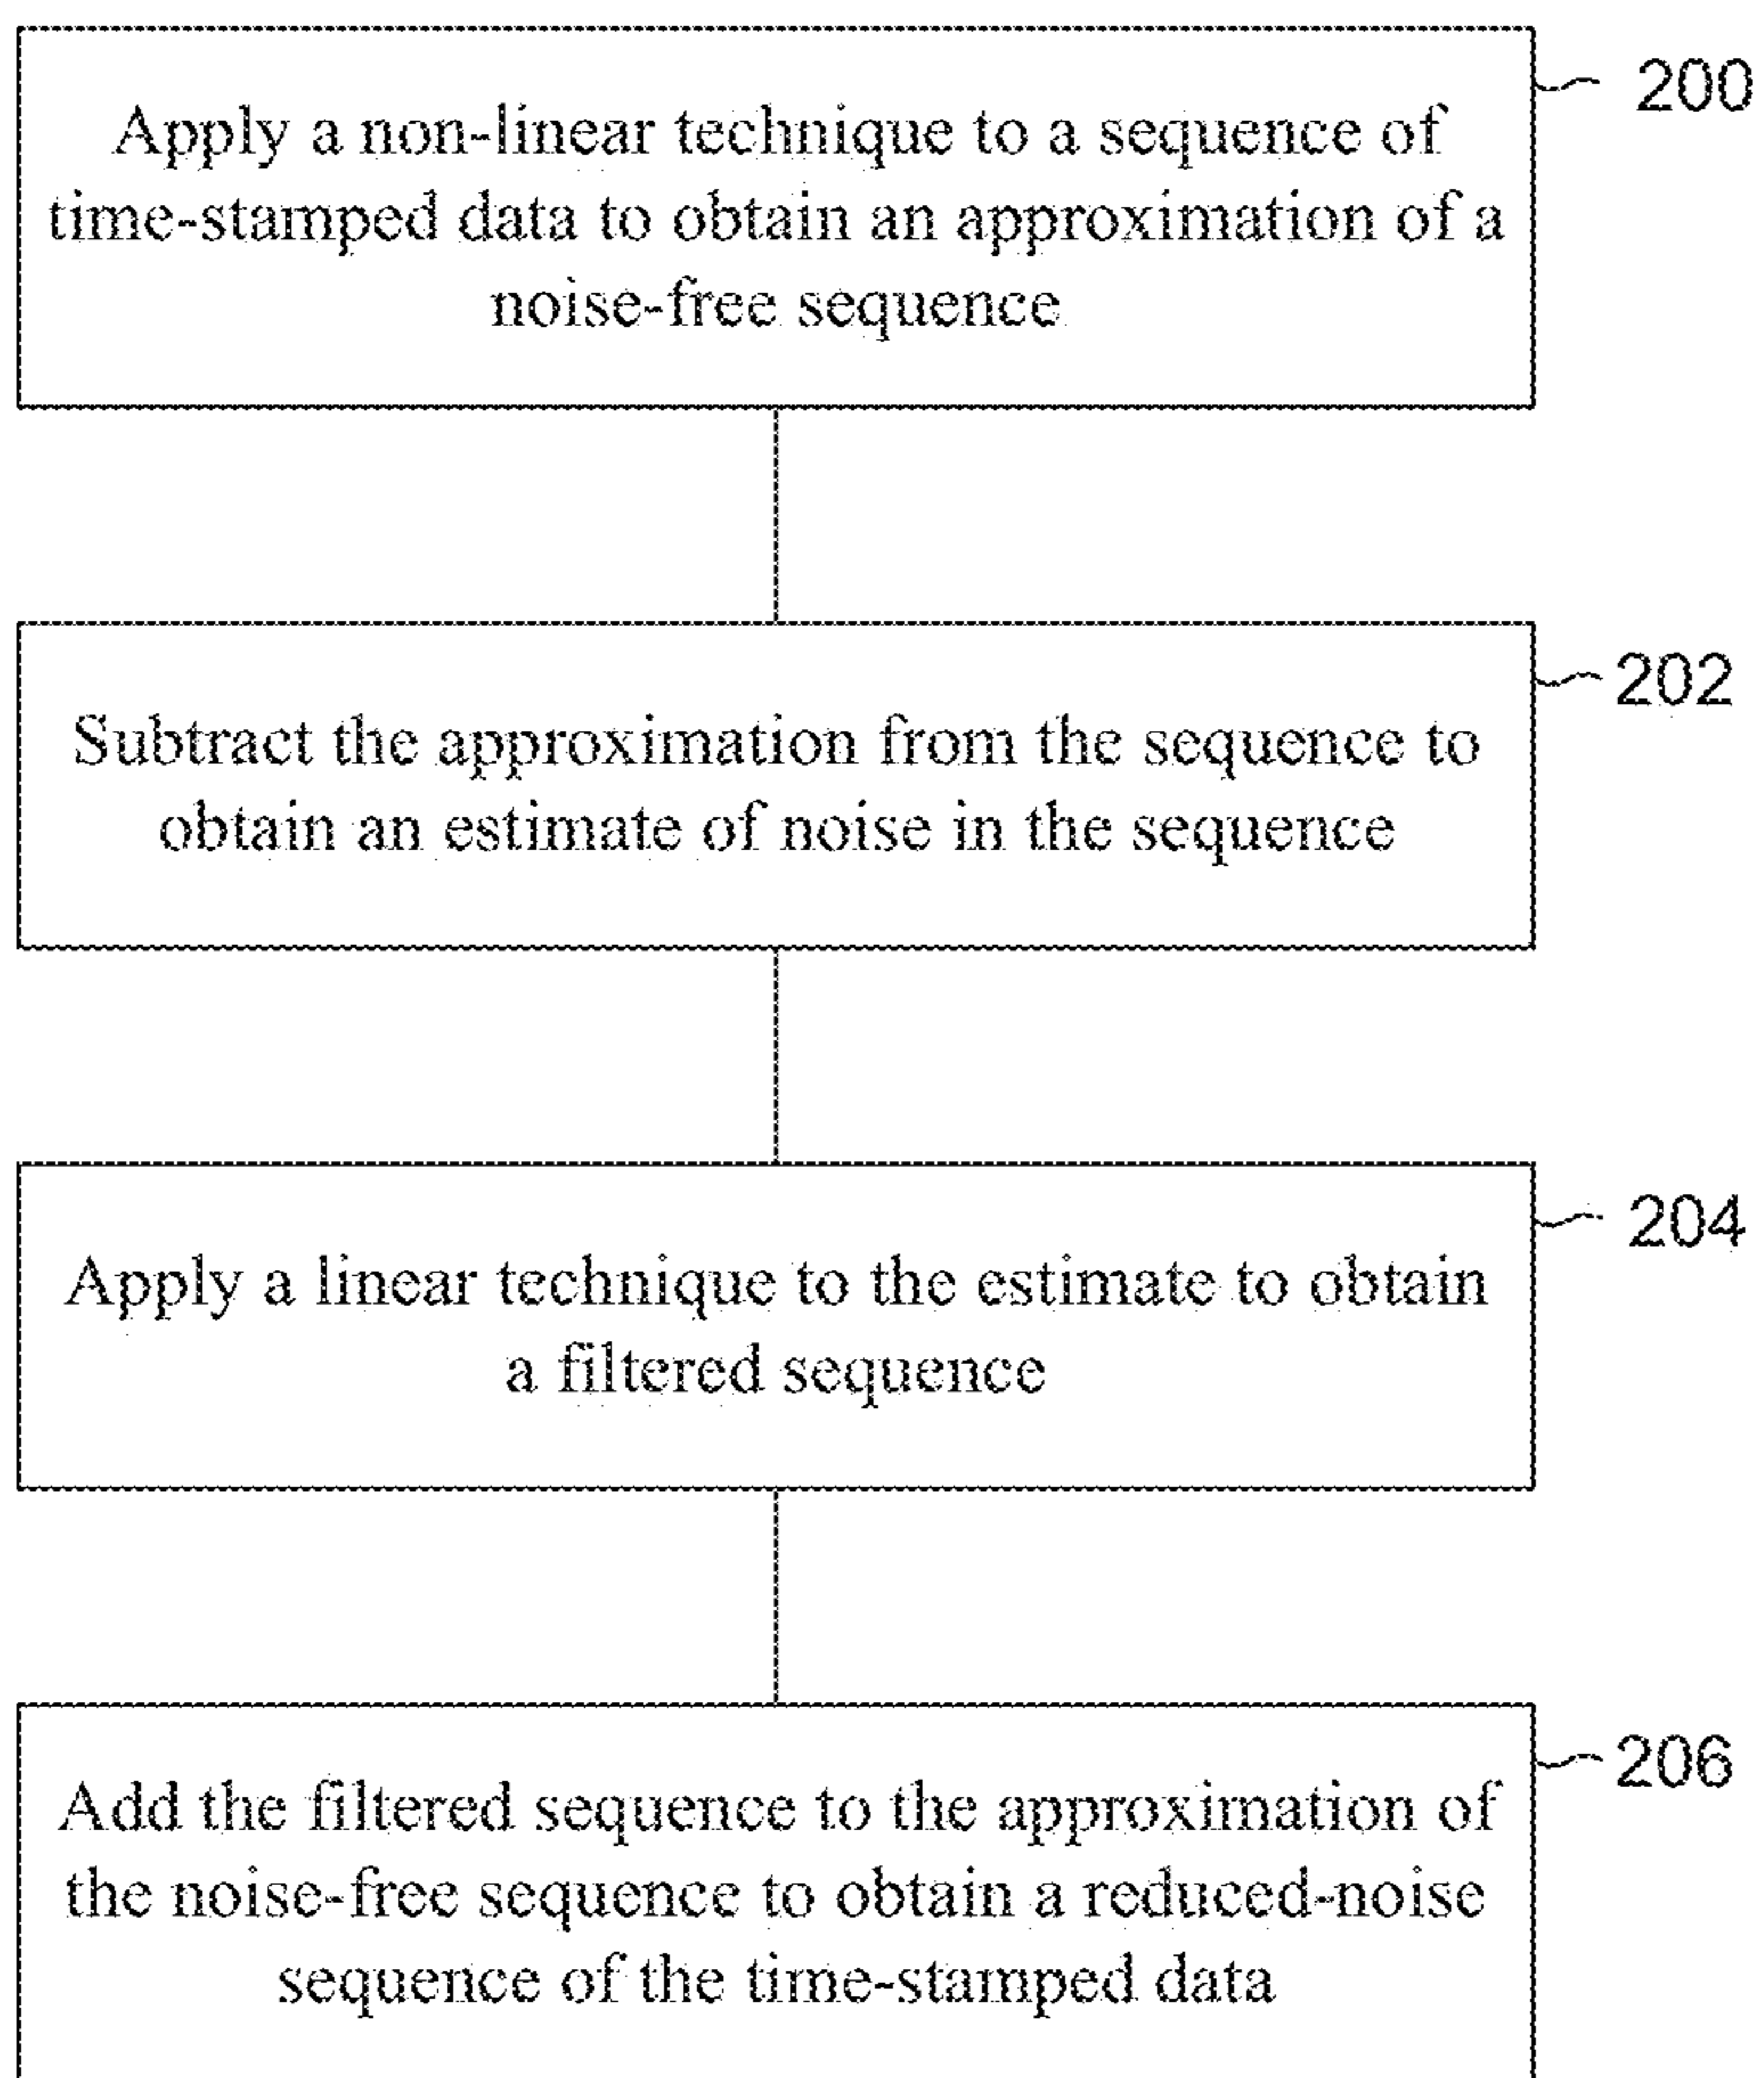 200
Apply a non-linear technique to a sequence of
time-stamped data to obtain an approximation of a
noise-free sequence
202
Subtract the approximation from the sequence to
obtain an estimate of noise in the sequence
204
Apply a linear technique to the estimate to obtain
a filtered sequence
206
Add the filtered sequence to the approximation of
the noise-free sequence to obtain a reduced-noise
sequence of the time-stamped data